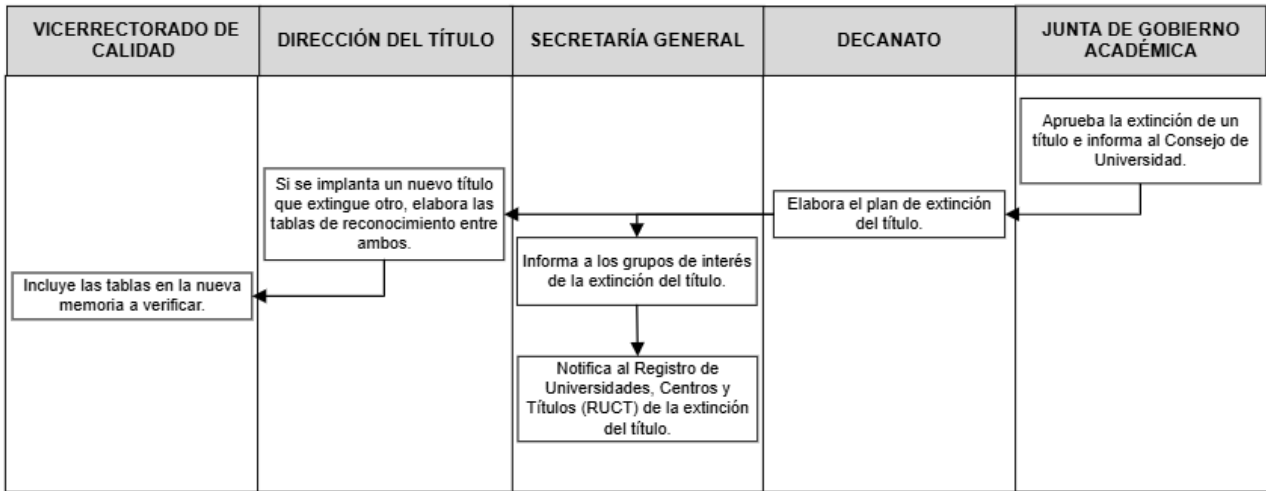 VICERRECTORADO DE
CALIDAD
DIRECCIÓN DEL TÍTULO
SECRETARÍA GENERAL
DECANATO
JUNTA DE GOBIERNO
ACADÉMICA
Aprueba la extinción de un
título e informa al Consejo de
Universidad.
Elabora el plan de extinción
del título.
Si se implanta un nuevo título
que extingue otro, elabora las
tablas de reconocimiento entre
ambos.
Informa a los grupos de interés
de la extinción del título.
Incluye las tablas en la nueva
memoria a verificar.
Notifica al Registro de
Universidades, Centros y
Títulos (RUCT) de la extinción
del título.